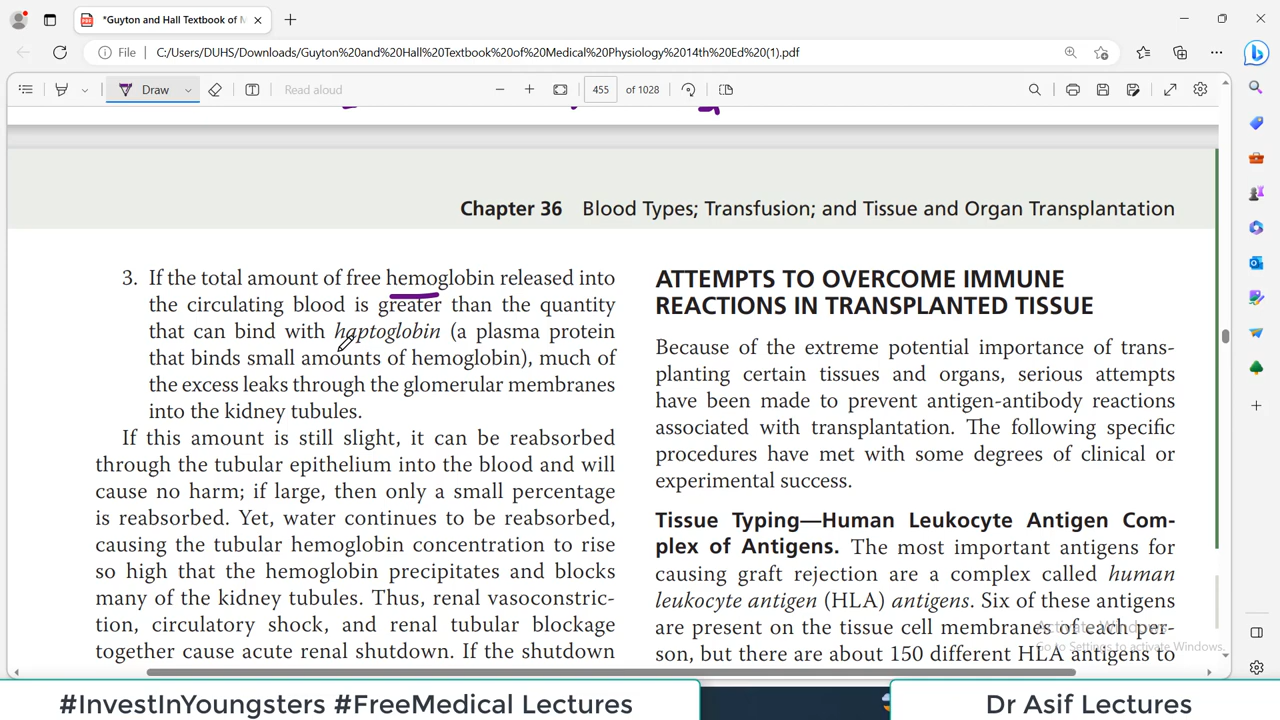 *Guyton and Hall Textbook of M
File
C:/Users/DUHS/Downloads/Guyton%20and%20Hall%20Textbook%20of%20Medical%20Physiology%2014th%20Ed%20(1).pdf
Draw
Read aloud
455 of 1028
Chapter 36 Blood Types; Transfusion; and Tissue and Organ Transplantation
3. If the total amount of free hemoglobin released into
the circulating blood is greater than the quantity
that can bind with haptoglobin (a plasma protein
that binds small amounts of hemoglobin), much of
the excess leaks through the glomerular membranes
into the kidney tubules.
If this amount is still slight, it can be reabsorbed
through the tubular epithelium into the blood and will
cause no harm; if large, then only a small percentage
is reabsorbed. Yet, water continues to be reabsorbed,
causing the tubular hemoglobin concentration to rise
so high that the hemoglobin precipitates and blocks
many of the kidney tubules. Thus, renal vasoconstric-
tion, circulatory shock, and renal tubular blockage
together cause acute renal shutdown. If the shutdown
ATTEMPTS TO OVERCOME IMMUNE
REACTIONS IN TRANSPLANTED TISSUE
Because of the extreme potential importance of trans-
planting certain tissues and organs, serious attempts
have been made to prevent antigen-antibody reactions
associated with transplantation. The following specific
procedures have met with some degrees of clinical or
experimental success.
Tissue Typing—Human Leukocyte Antigen Com-
plex of Antigens. The most important antigens for
causing graft rejection are a complex called human
leukocyte antigen (HLA) antigens. Six of these antigens
are present on the tissue cell membranes of each per-
son, but there are about 150 different HLA antigens to
Activate Windows
Go to Settings to activate Windows.
#InvestInYoungsters #FreeMedical Lectures
Dr Asif Lectures